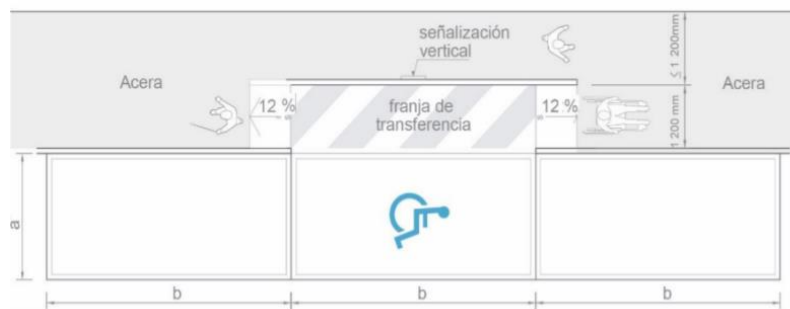 señalización
vertical
≤ 1 200mm
Acera
Acera
12 %
franja de
transferencia
12 %
1 200 mm
a
b
b
b